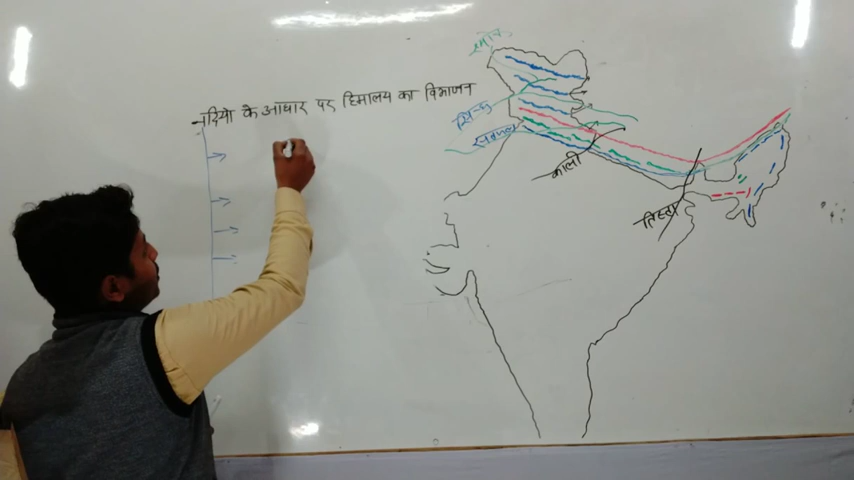 नदियो के आधार पर हिमालय का विभाजन
सिन्धु
सतलज
काली
तिस्ता